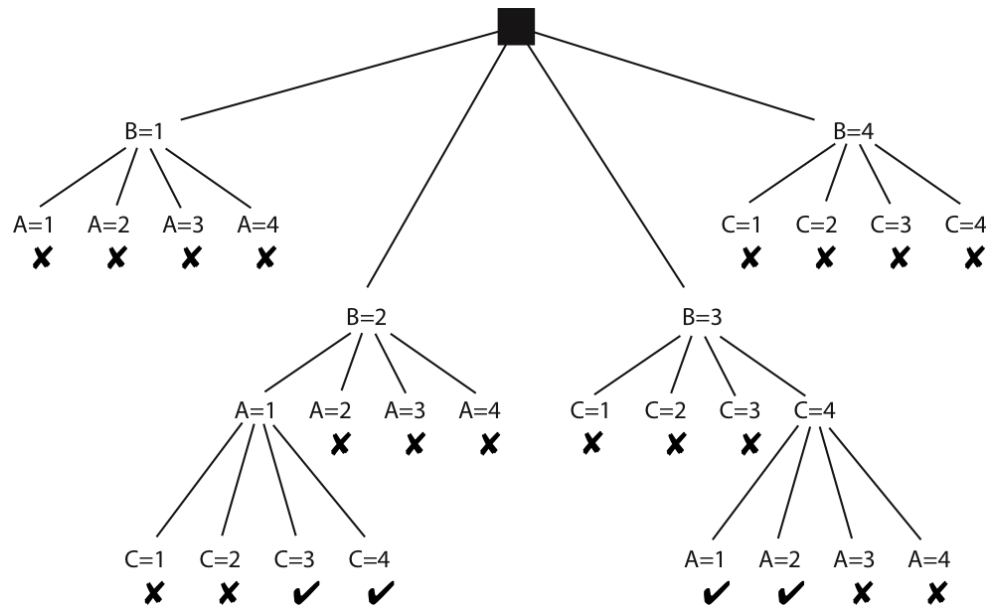 B=1 B=4
A=1 A=2 A=3 A=4 C=1 C=2 C=3 C=4
✘ ✘ ✘ ✘ ✘ ✘ ✘ ✘
B=2 B=3
A=1 A=2 A=3 A=4 C=1 C=2 C=3 C=4
✘ ✘ ✘ ✘ ✘ ✘
C=1 C=2 C=3 C=4 A=1 A=2 A=3 A=4
✘ ✘ ✔ ✔ ✔ ✔ ✘ ✘